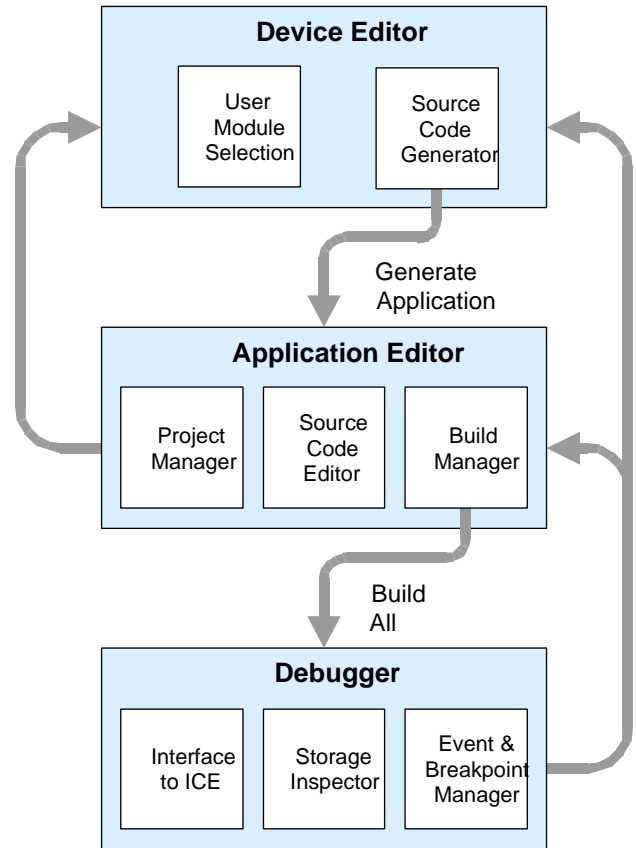 Device Editor
User
Module
Selection
Source
Code
Generator
Generate
Application
Application Editor
Project
Manager
Source
Code
Editor
Build
Manager
Build
All
Debugger
Interface
to ICE
Storage
Inspector
Event &
Breakpoint
Manager